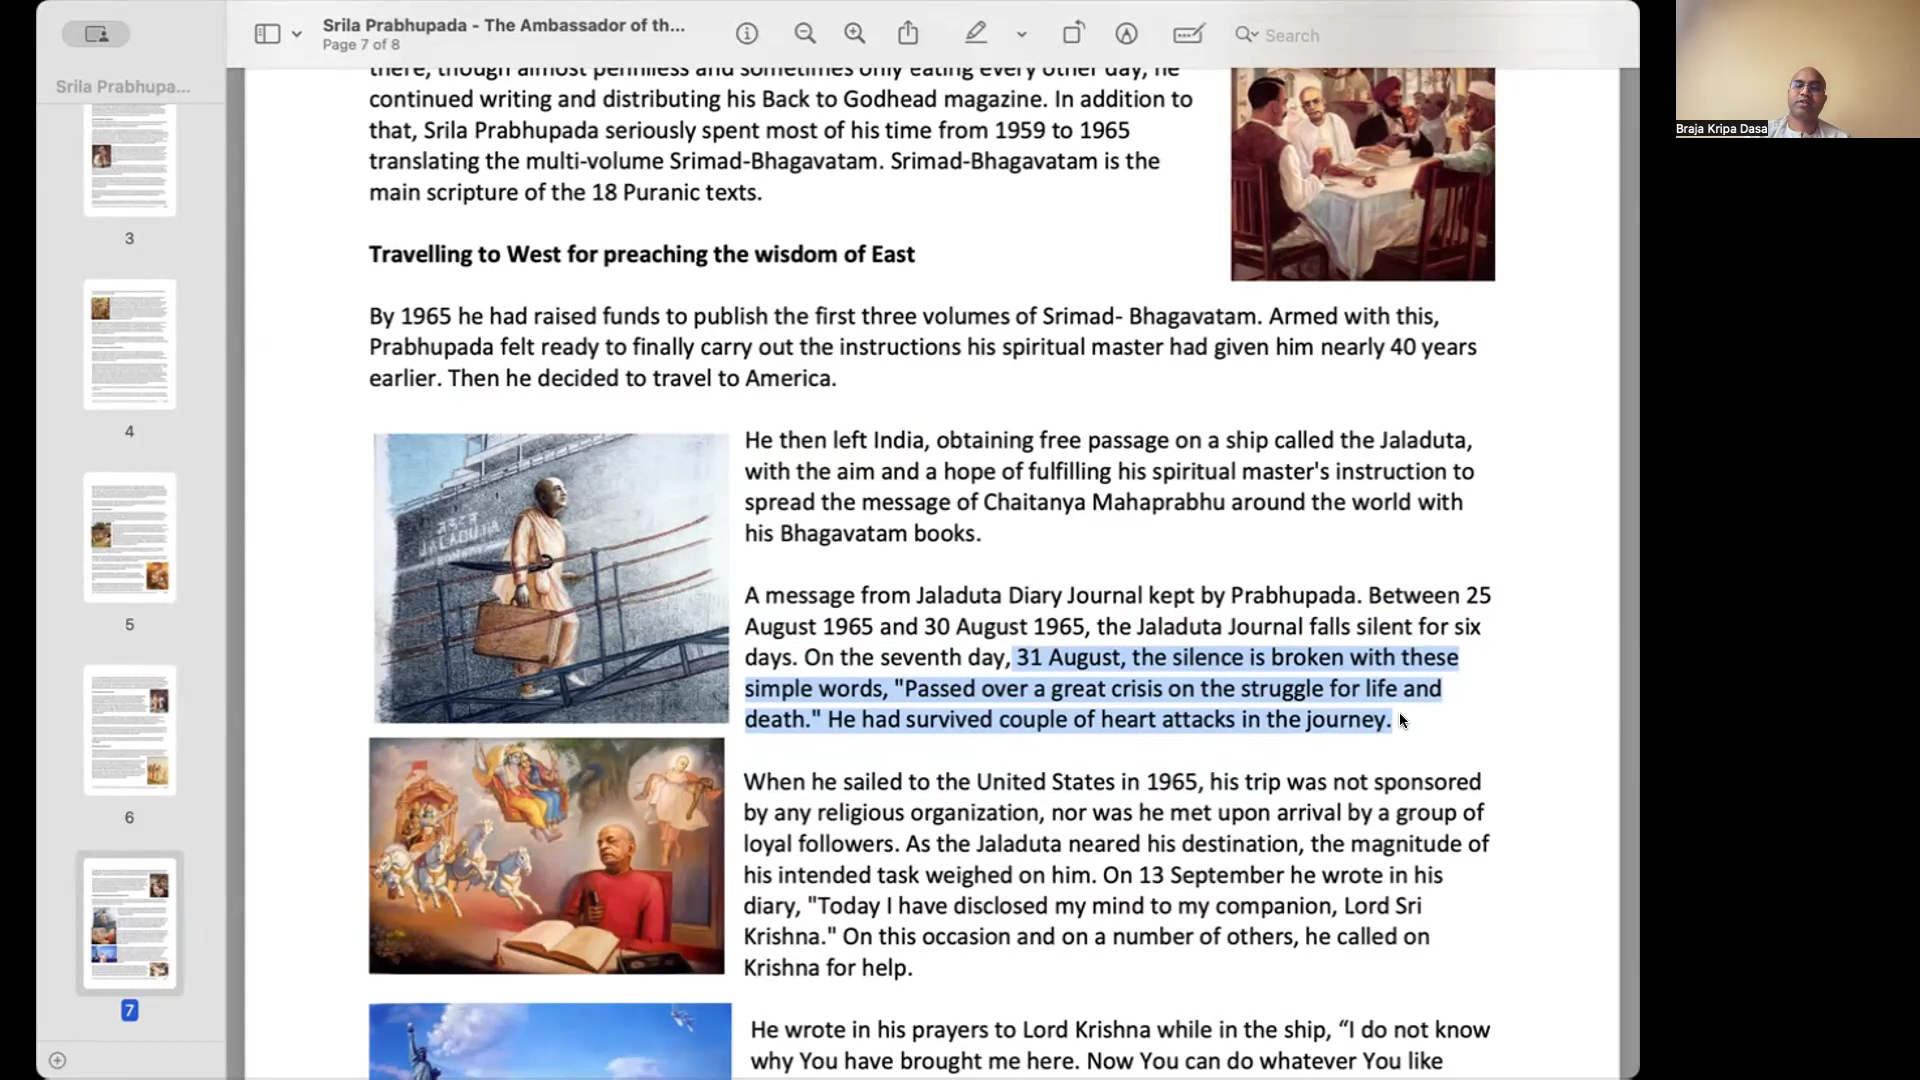 Srila Prabhupada - The Ambassador of th...
Page 7 of 8
Search
Srila Prabhupa...
3
4
5
6
7
there, though almost penniless and sometimes only eating every other day, he
continued writing and distributing his Back to Godhead magazine. In addition to
that, Srila Prabhupada seriously spent most of his time from 1959 to 1965
translating the multi-volume Srimad-Bhagavatam. Srimad-Bhagavatam is the
main scripture of the 18 Puranic texts.
Travelling to West for preaching the wisdom of East
By 1965 he had raised funds to publish the first three volumes of Srimad- Bhagavatam. Armed with this,
Prabhupada felt ready to finally carry out the instructions his spiritual master had given him nearly 40 years
earlier. Then he decided to travel to America.
JALADUTA
He then left India, obtaining free passage on a ship called the Jaladuta,
with the aim and a hope of fulfilling his spiritual master's instruction to
spread the message of Chaitanya Mahaprabhu around the world with
his Bhagavatam books.
A message from Jaladuta Diary Journal kept by Prabhupada. Between 25
August 1965 and 30 August 1965, the Jaladuta Journal falls silent for six
days. On the seventh day, 31 August, the silence is broken with these
simple words, "Passed over a great crisis on the struggle for life and
death." He had survived couple of heart attacks in the journey.
When he sailed to the United States in 1965, his trip was not sponsored
by any religious organization, nor was he met upon arrival by a group of
loyal followers. As the Jaladuta neared his destination, the magnitude of
his intended task weighed on him. On 13 September he wrote in his
diary, "Today I have disclosed my mind to my companion, Lord Sri
Krishna." On this occasion and on a number of others, he called on
Krishna for help.
He wrote in his prayers to Lord Krishna while in the ship, “I do not know
why You have brought me here. Now You can do whatever You like
Braja Kripa Dasa